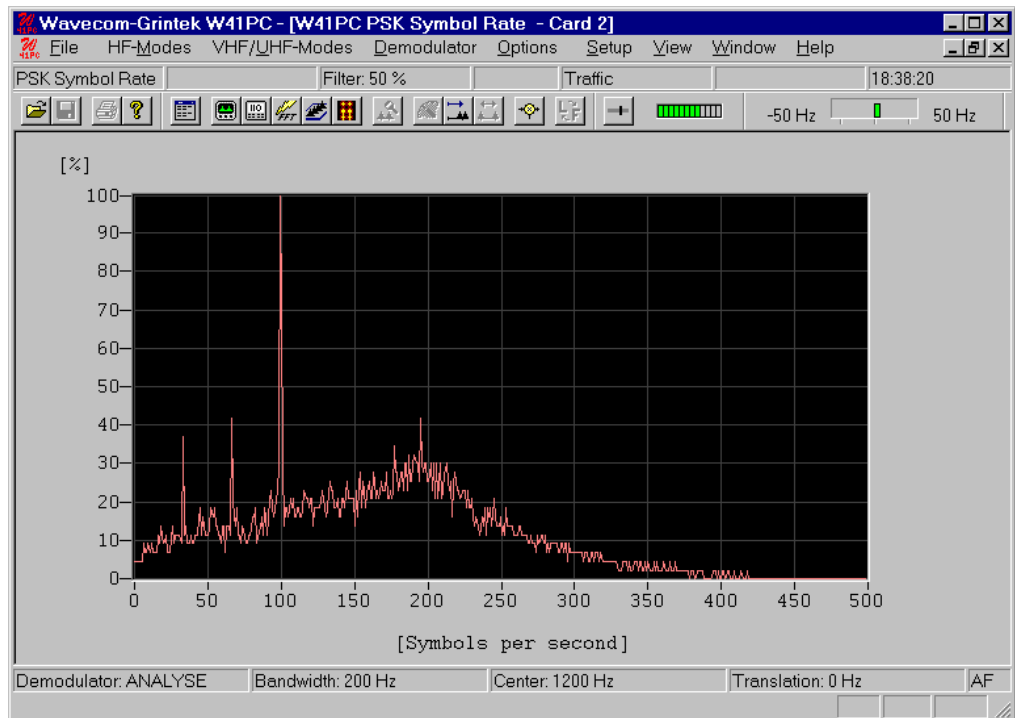 Wavecom-Grintek W41PC - [W41PC PSK Symbol Rate - Card 2]
File HF-Modes VHF/UHF-Modes Demodulator Options Setup View Window Help
PSK Symbol Rate Filter: 50 % Traffic 18:38:20
-50 Hz 50 Hz
[%]
100
90
80
70
60
50
40
30
20
10
0
0 50 100 150 200 250 300 350 400 450 500
[Symbols per second]
Demodulator: ANALYSE Bandwidth: 200 Hz Center: 1200 Hz Translation: 0 Hz AF